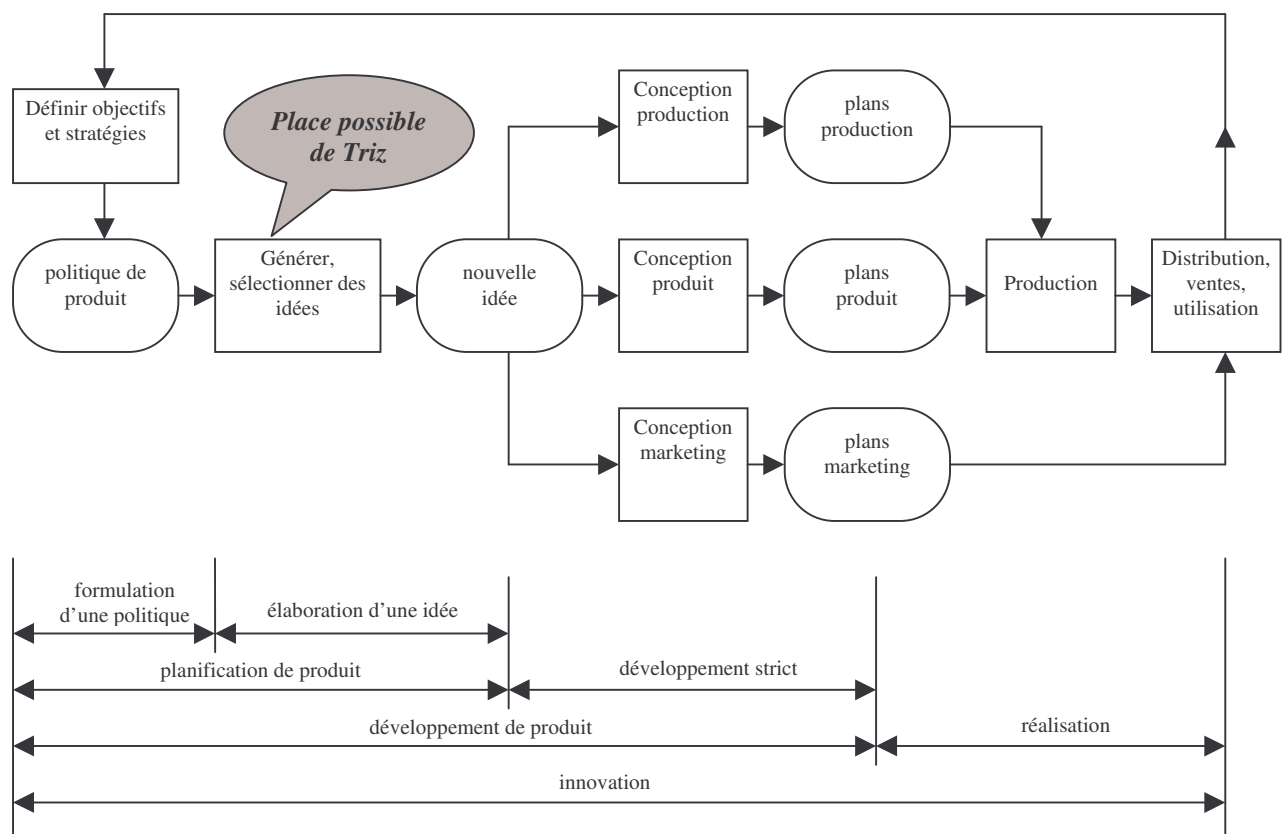 Définir objectifs
et stratégies
Place possible
de Triz
Conception
production
plans
production
politique de
produit
Générer,
sélectionner des
idées
nouvelle
idée
Conception
produit
plans
produit
Production
Distribution,
ventes,
utilisation
Conception
marketing
plans
marketing
formulation
d’une politique
élaboration d’une idée
planification de produit
développement strict
développement de produit
réalisation
innovation